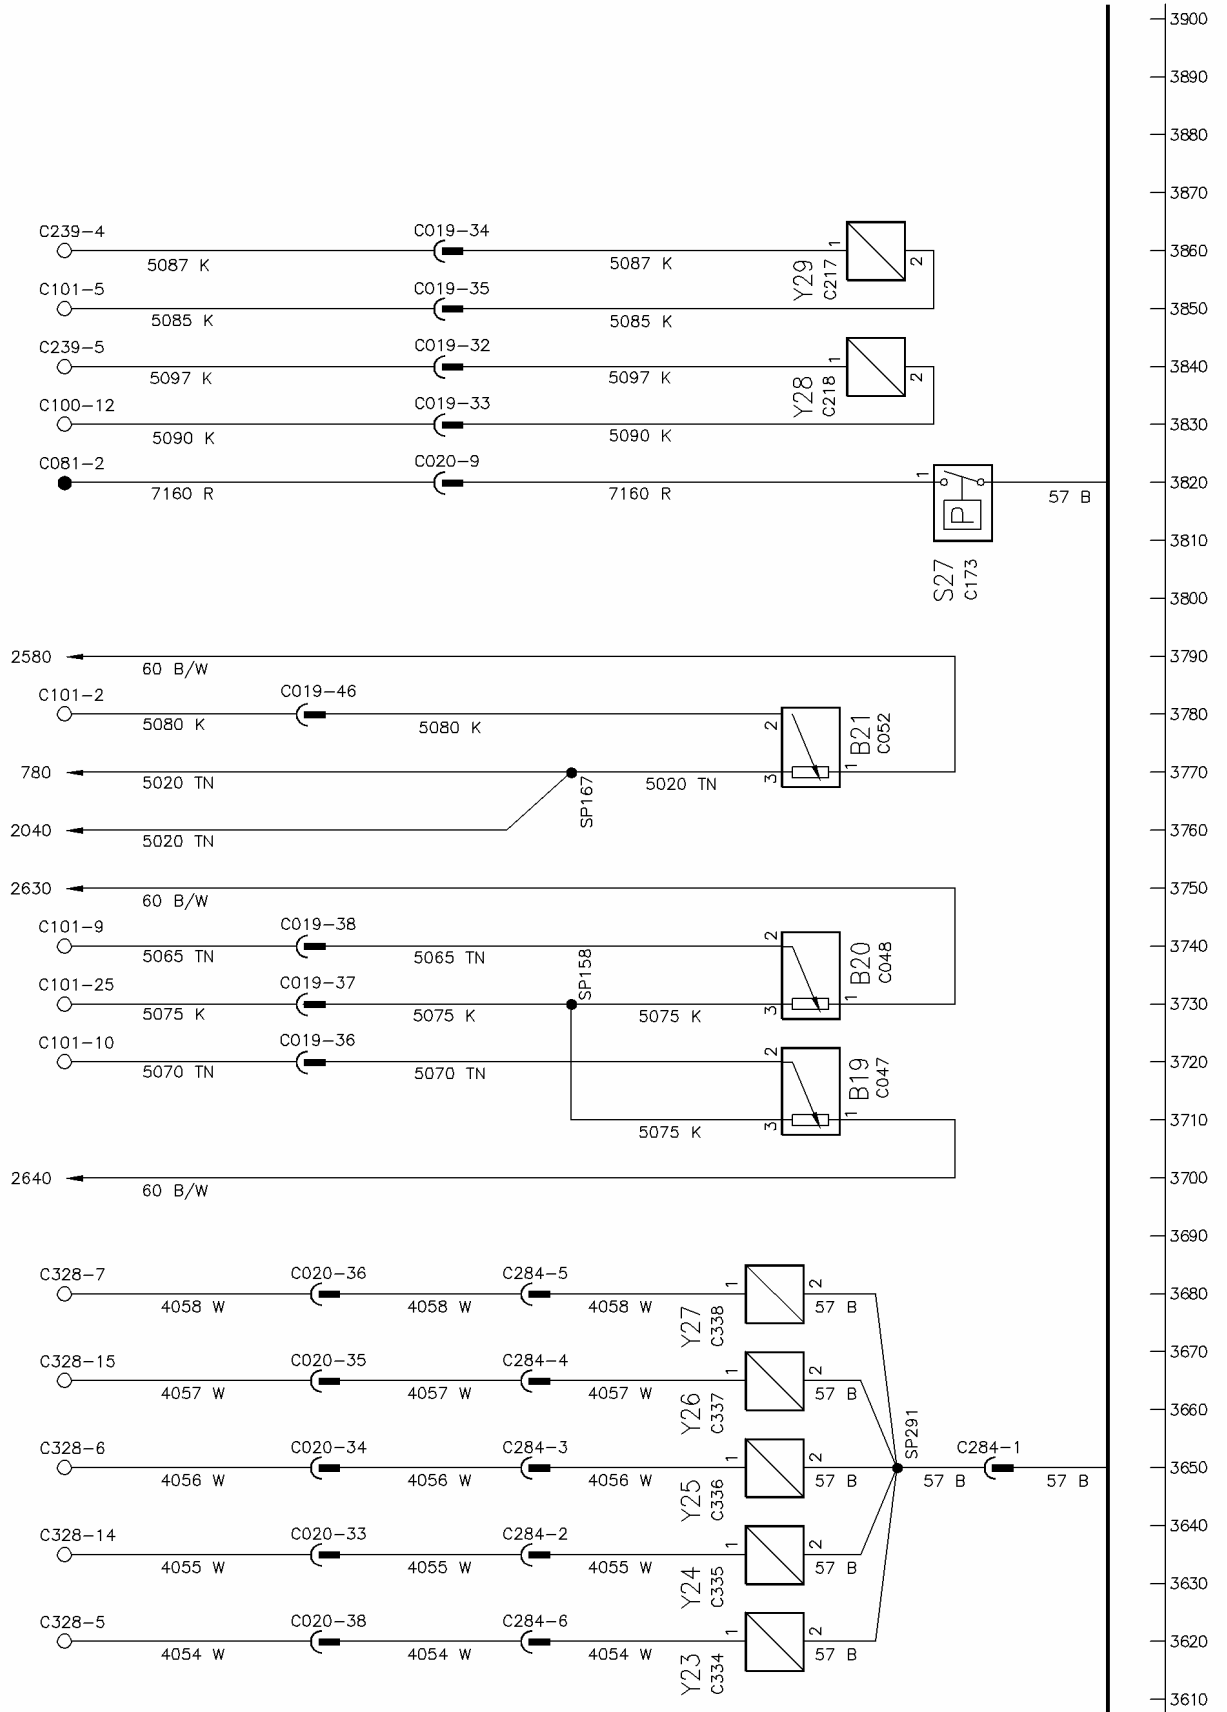 3900
3890
3880
3870
C239-4 C019-34
5087 K 5087 K 1 2 Y29 C217 3860
C101-5 C019-35
5085 K 5085 K 3850
C239-5 C019-32
5097 K 5097 K 1 2 Y28 C218 3840
C100-12 C019-33
5090 K 5090 K 3830
C081-2 C020-9
7160 R 7160 R 1 P 57 B 3820
3810
S27 C173
3800
2580 60 B/W 3790
C101-2 C019-46
5080 K 5080 K 2 B21 C052 3780
780 5020 TN SP167 5020 TN 3 1 3770
2040 5020 TN 3760
2630 60 B/W 3750
C101-9 C019-38
5065 TN 5065 TN 2 B20 C048 3740
C101-25 C019-37 SP158
5075 K 5075 K 5075 K 3 1 3730
C101-10 C019-36
5070 TN 5070 TN 2 B19 C047 3720
5075 K 3 1 3710
2640 60 B/W 3700
3690
C328-7 C020-36 C284-5
4058 W 4058 W 4058 W 1 2 57 B 3680
Y27 C338
3670
C328-15 C020-35 C284-4
4057 W 4057 W 4057 W 1 2 57 B
Y26 C337
3660
C328-6 C020-34 C284-3 SP291 C284-1
4056 W 4056 W 4056 W 1 2 57 B 57 B 57 B 3650
Y25 C336
3640
C328-14 C020-33 C284-2
4055 W 4055 W 4055 W 1 2 57 B
Y24 C335
3630
C328-5 C020-38 C284-6
4054 W 4054 W 4054 W 1 2 57 B 3620
Y23 C334
3610